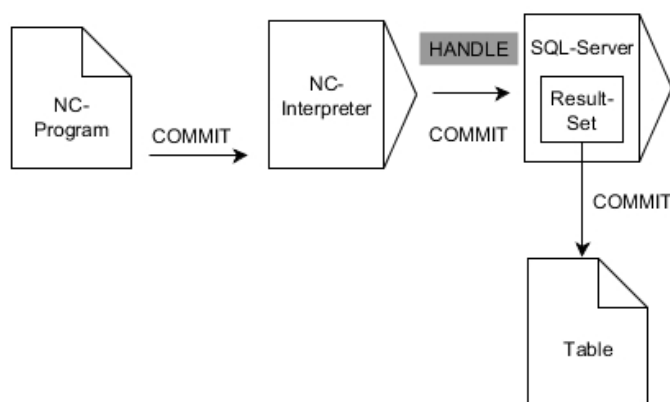 NC-
Program
COMMIT
NC-
Interpreter
HANDLE
COMMIT
SQL-Server
Result-
Set
COMMIT
Table